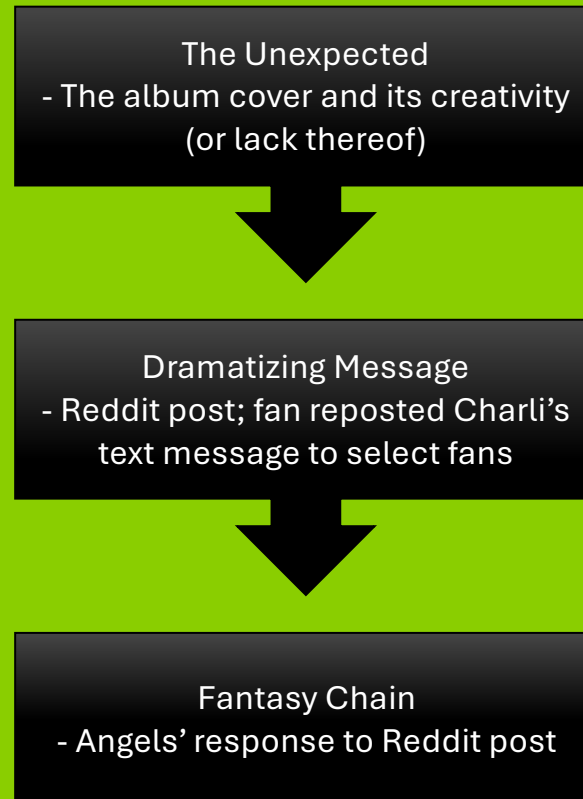 The Unexpected
- The album cover and its creativity
(or lack thereof)
Dramatizing Message
- Reddit post; fan reposted Charli’s
text message to select fans
Fantasy Chain
- Angels’ response to Reddit post